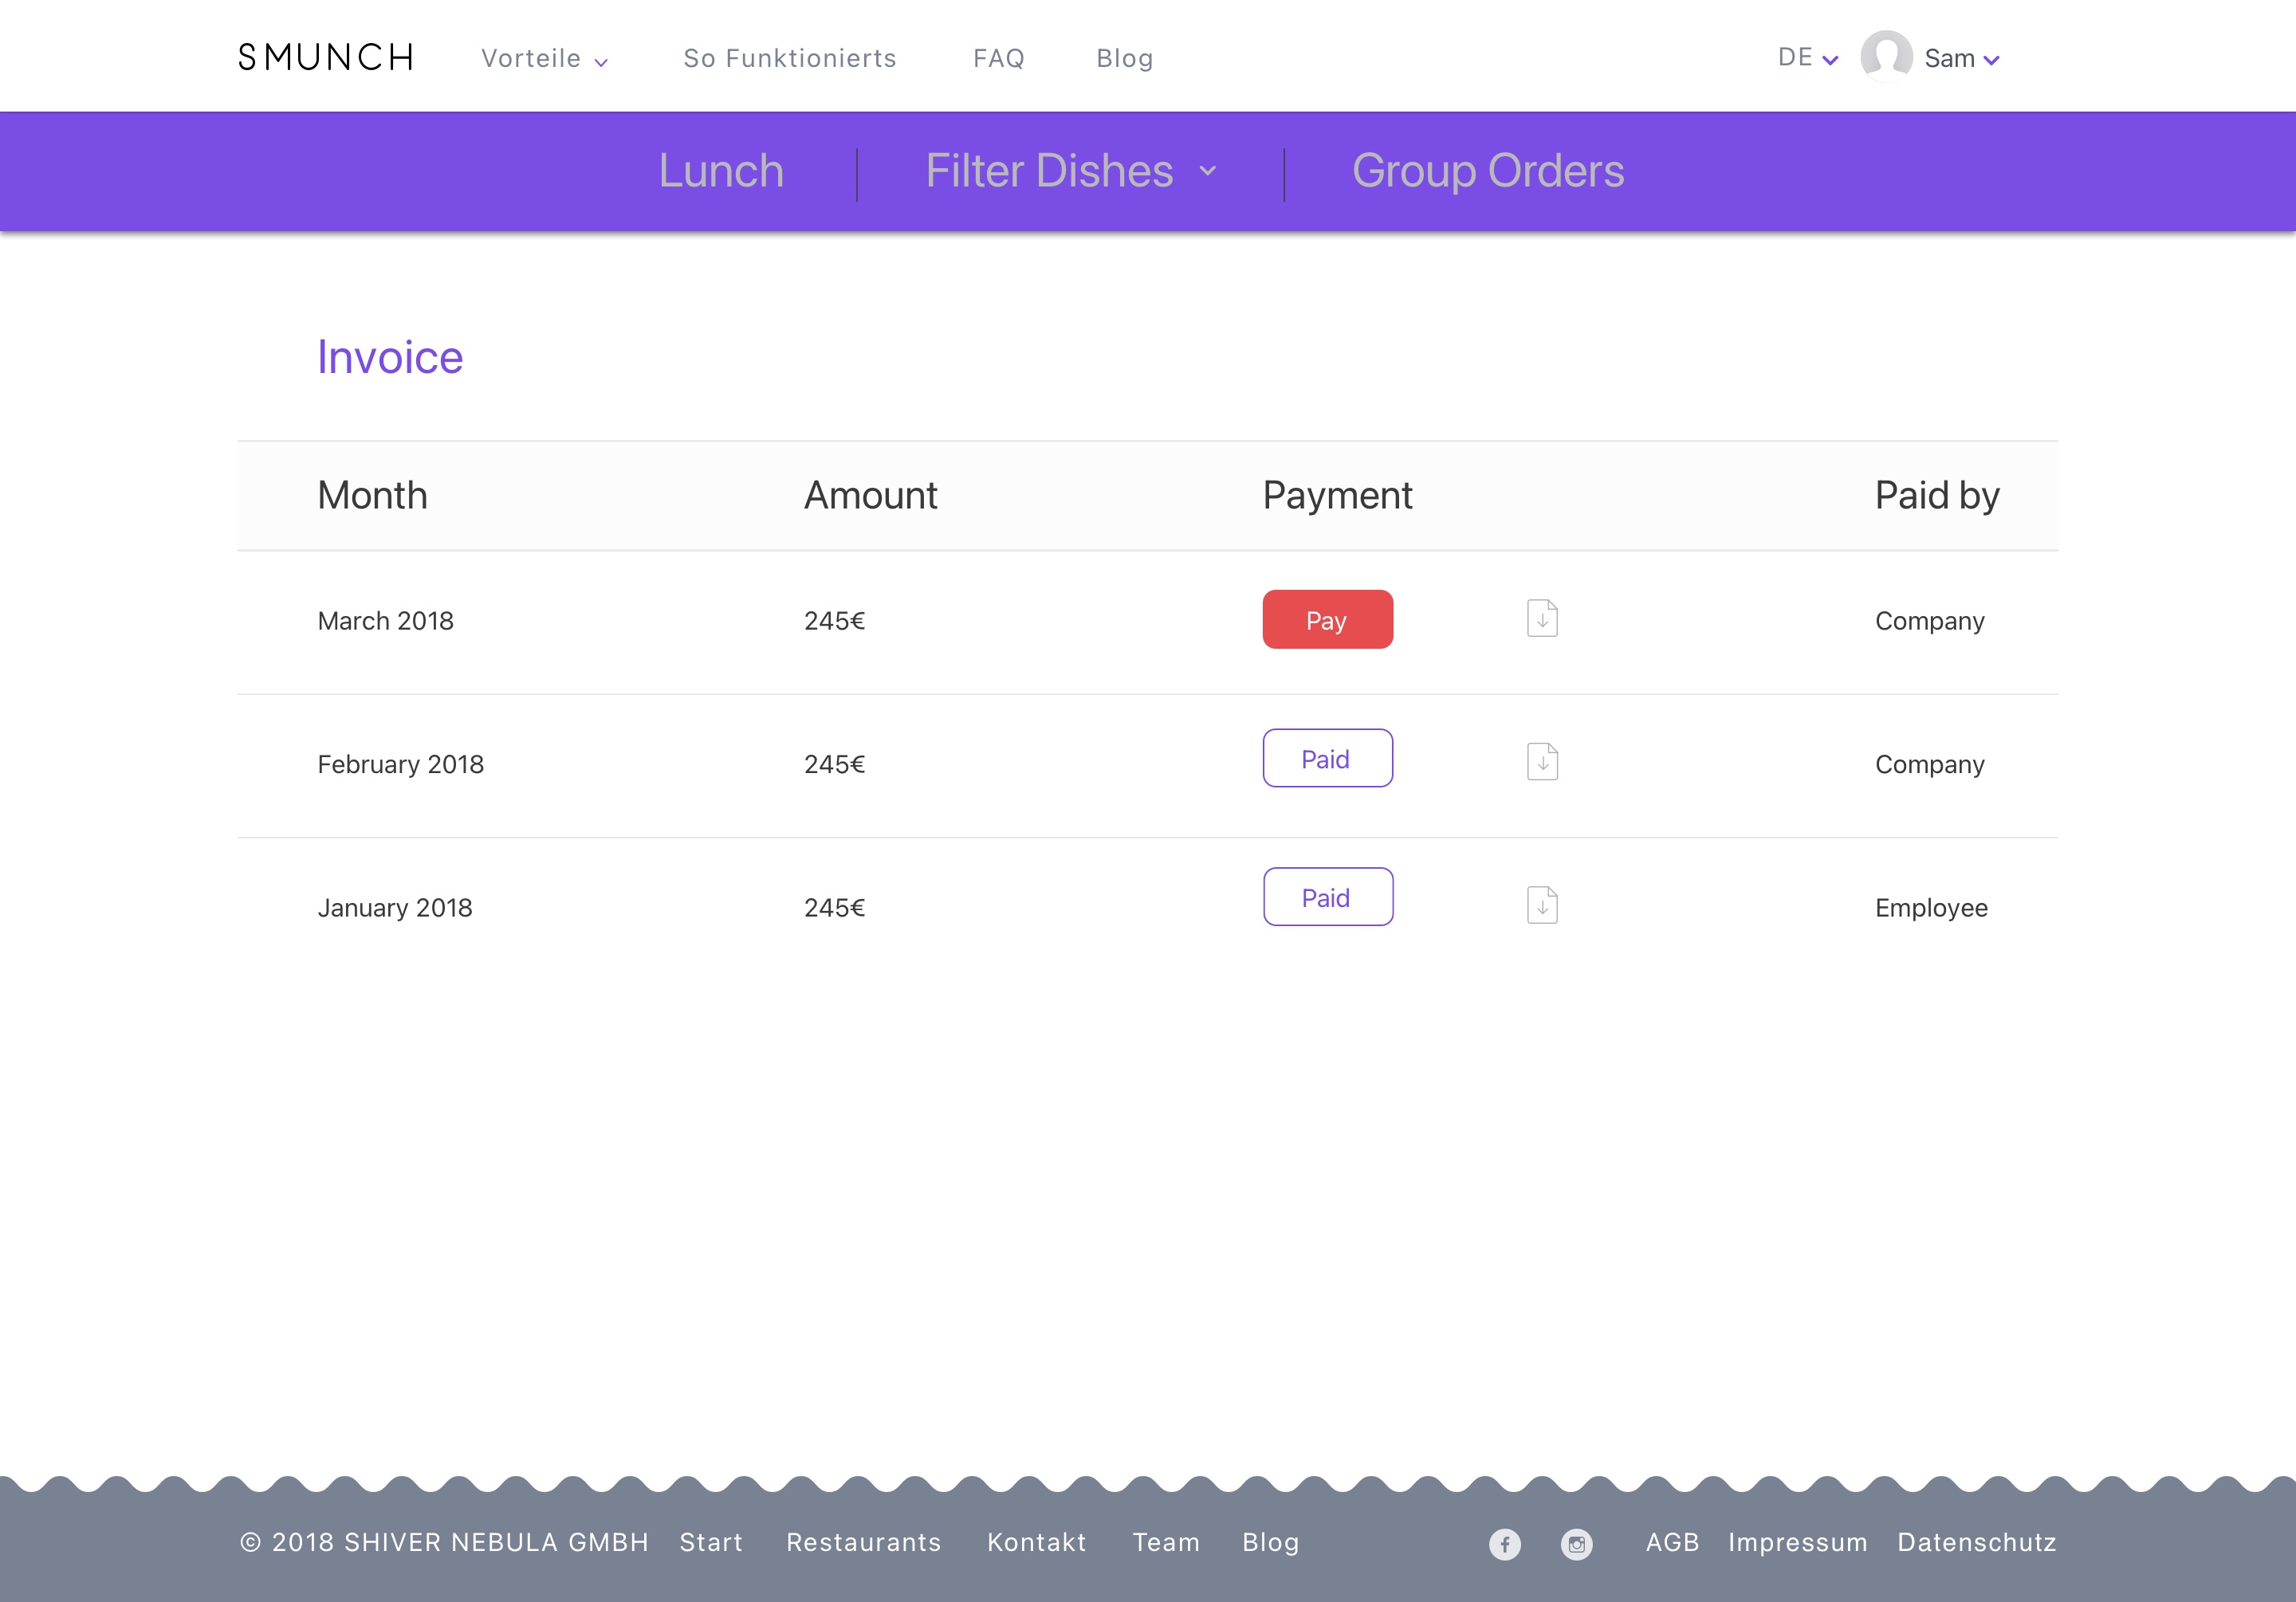 SMUNCH Vorteile So Funktionierts FAQ Blog DE Sam
Lunch Filter Dishes Group Orders
Invoice
Month Amount Payment Paid by
March 2018 245€ Pay Company
February 2018 245€ Paid Company
January 2018 245€ Paid Employee
© 2018 SHIVER NEBULA GMBH Start Restaurants Kontakt Team Blog f AGB Impressum Datenschutz